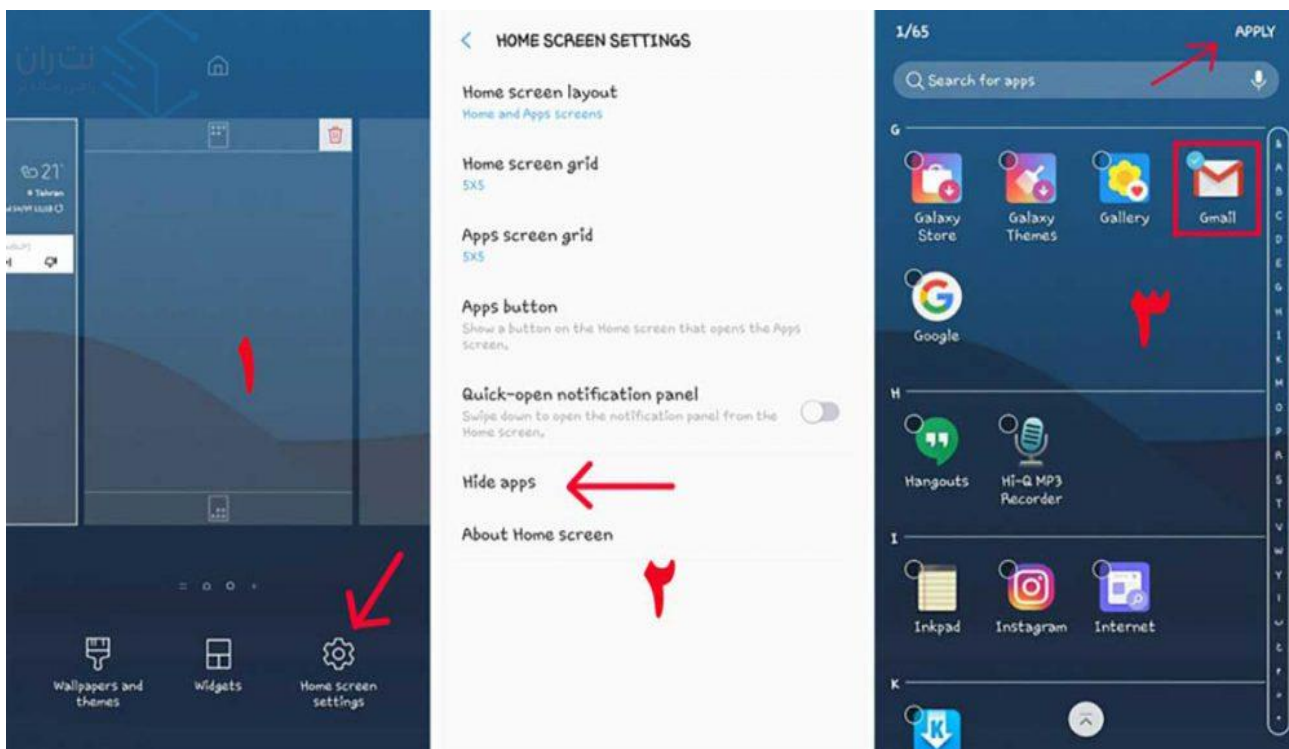 نت‌ران
21°
Tehran
۱
Wallpapers and
themes
Widgets
Home screen
settings
HOME SCREEN SETTINGS
Home screen layout
Home and Apps screens
Home screen grid
5X5
Apps screen grid
5X5
Apps button
Show a button on the Home screen that opens the Apps
screen.
Quick-open notification panel
Swipe down to open the notification panel from the
Home screen.
Hide apps
About Home screen
۲
1/65
APPLY
Search for apps
G
Galaxy
Store
Galaxy
Themes
Gallery
Gmail
Google
۳
H
Hangouts
Hi-Q MP3
Recorder
I
Inkpad
Instagram
Internet
K
&
A
B
C
D
E
G
H
I
K
M
O
P
R
S
T
V
W
Y